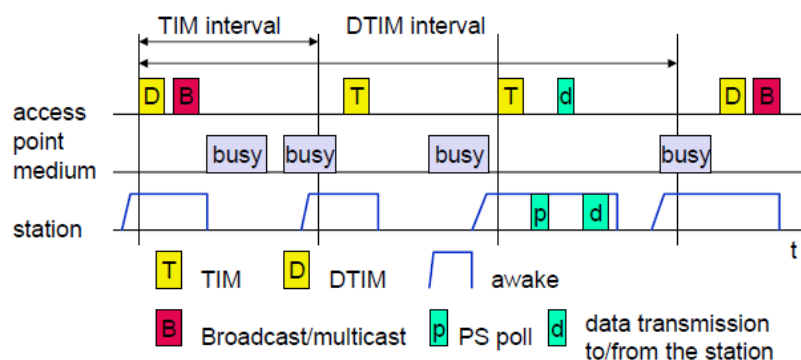 TIM interval DTIM interval
D B T T d D B
access
point
busy busy busy busy
medium
station
p d
t
T TIM D DTIM awake
B Broadcast/multicast p PS poll d data transmission
to/from the station